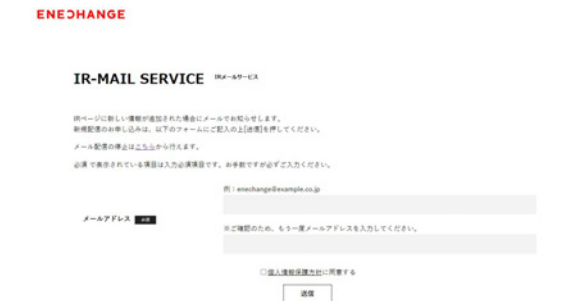 ENECHANGE
IR-MAIL SERVICE IRメールサービス
IRページに新しい情報が追加された場合にメールでお知らせします。
新規配信のお申し込みは、以下のフォームにご記入の上[送信]を押してください。
メール配信の停止はこちらから行えます。
必須 で表示されている項目は入力必須項目です。お手数ですが必ずご入力ください。
例：enechange@example.co.jp
メールアドレス 必須
※ご確認のため、もう一度メールアドレスを入力してください。
個人情報保護方針に同意する
送信